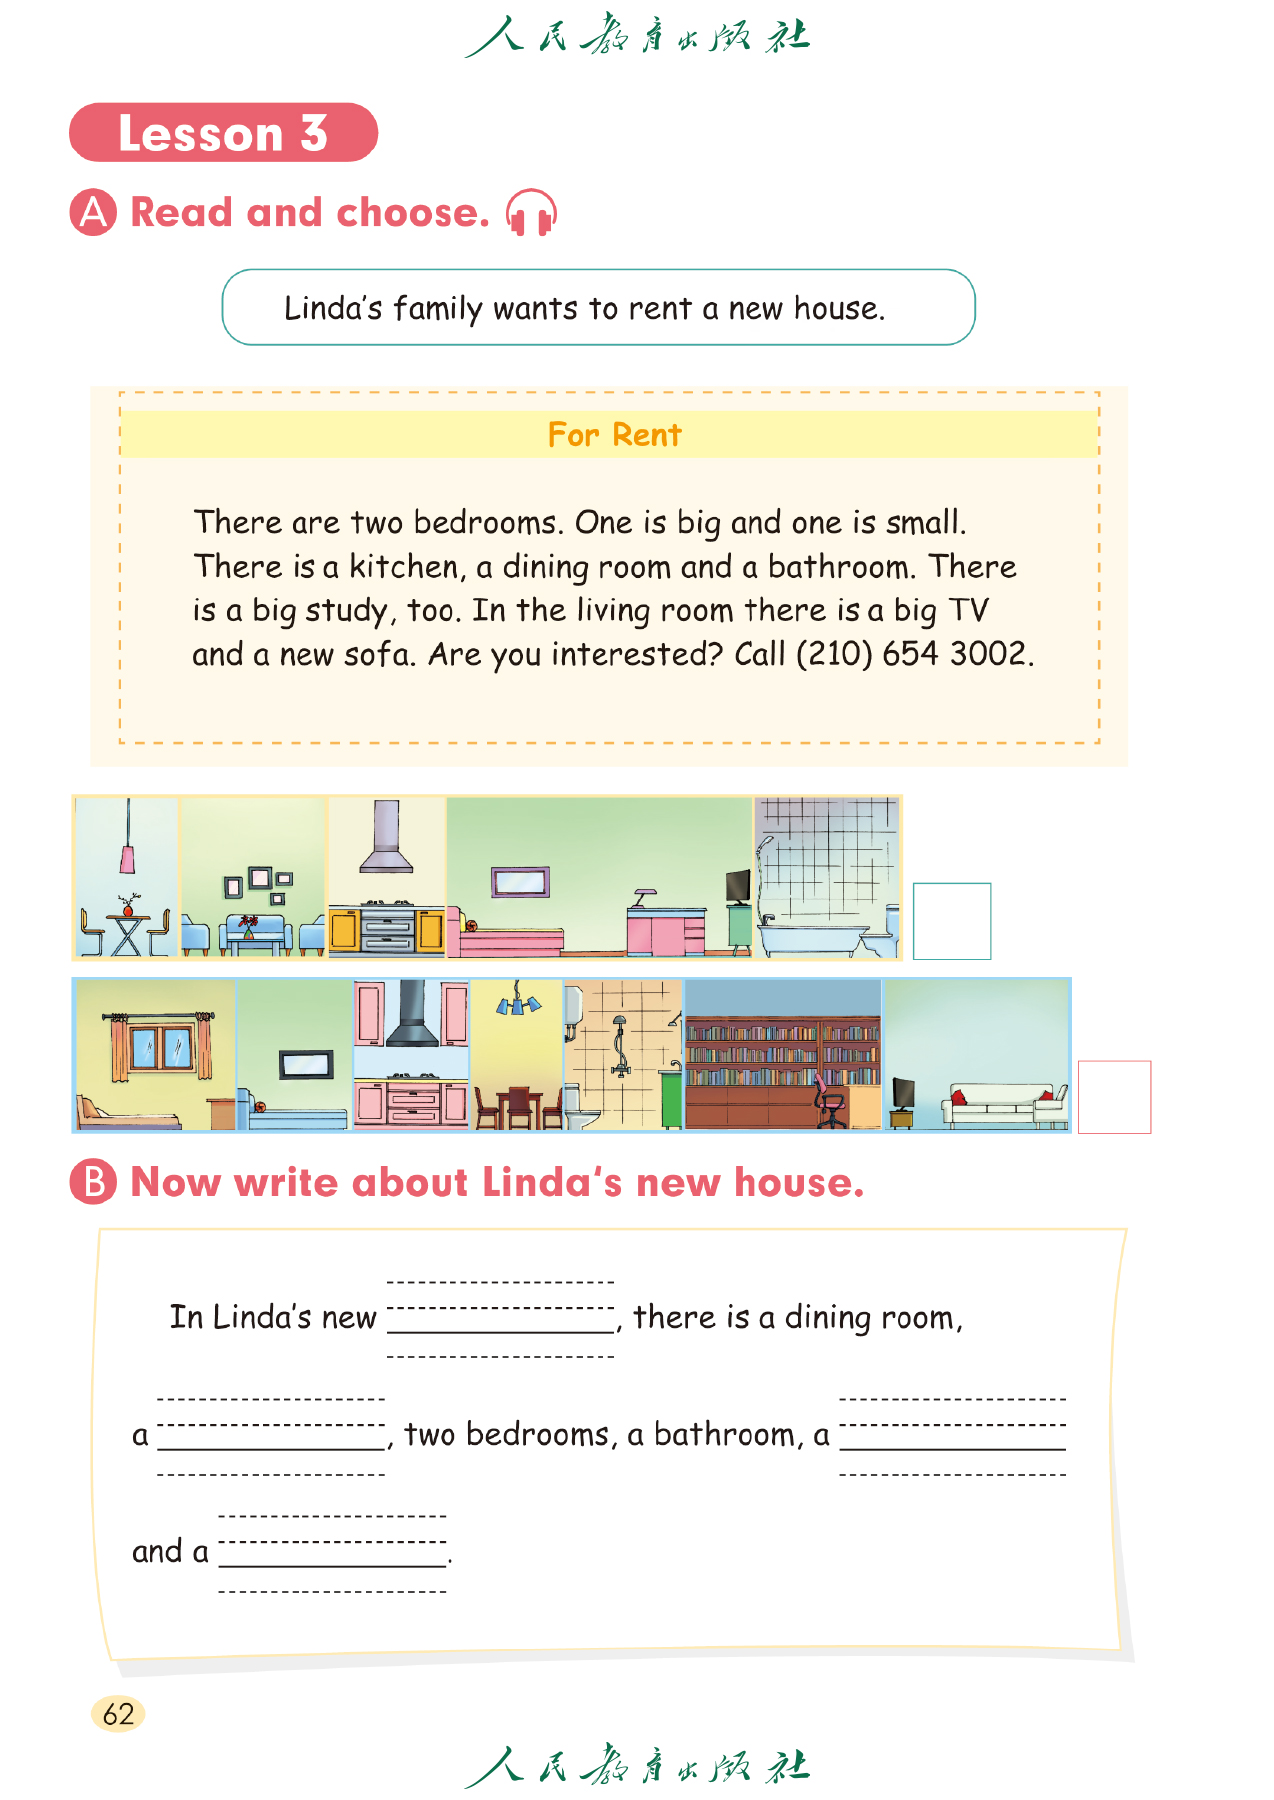 人民教育出版社
Lesson 3
A Read and choose.
Linda's family wants to rent a new house.
For Rent
There are two bedrooms. One is big and one is small.
There is a kitchen, a dining room and a bathroom. There
is a big study, too. In the living room there is a big TV
and a new sofa. Are you interested? Call (210) 654 3002.
B Now write about Linda‘s new house.
In Linda's new , there is a dining room,
a , two bedrooms, a bathroom, a
and a .
62
人民教育出版社